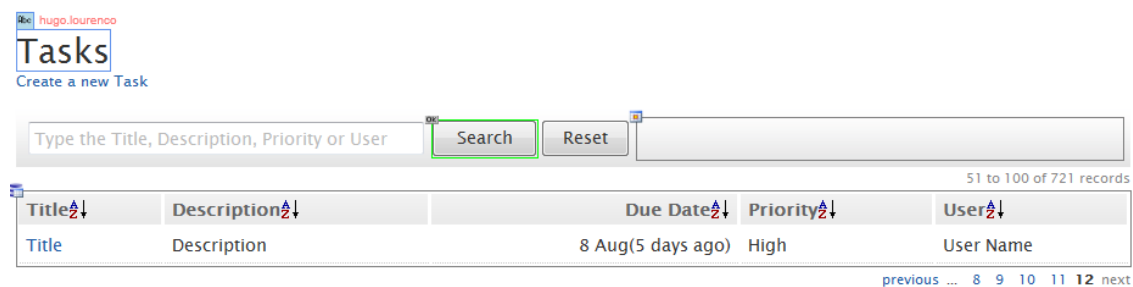 Abc hugo.lourenco
Tasks
Create a new Task
Type the Title, Description, Priority or User
OK
Search
Reset
51 to 100 of 721 records
Title Description Due Date Priority User
Title Description 8 Aug(5 days ago) High User Name
previous ... 8 9 10 11 12 next